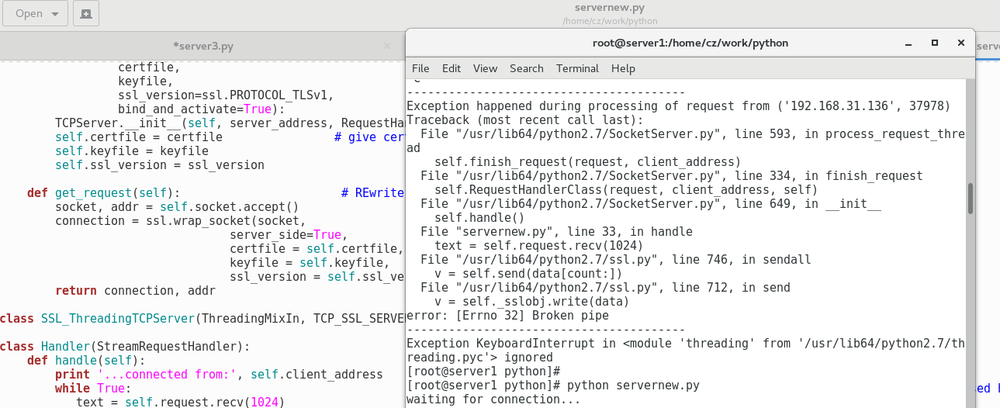 Open
servernew.py
/home/cz/work/python
*server3.py
certfile,
keyfile,
ssl_version=ssl.PROTOCOL_TLSv1,
bind_and_activate=True):
TCPServer.__init__(self, server_address, RequestHa
self.certfile = certfile # give cer
self.keyfile = keyfile
self.ssl_version = ssl_version
def get_request(self): # REwrite
socket, addr = self.socket.accept()
connection = ssl.wrap_socket(socket,
server_side=True,
certfile = self.certfile,
keyfile = self.keyfile,
ssl_version = self.ssl_ve
return connection, addr
class SSL_ThreadingTCPServer(ThreadingMixIn, TCP_SSL_SERVE
class Handler(StreamRequestHandler):
def handle(self):
print '...connected from:', self.client_address
while True:
text = self.request.recv(1024)
root@server1:/home/cz/work/python
File Edit View Search Terminal Help
----------------------------------------
Exception happened during processing of request from ('192.168.31.136', 37978)
Traceback (most recent call last):
File "/usr/lib64/python2.7/SocketServer.py", line 593, in process_request_thre
ad
self.finish_request(request, client_address)
File "/usr/lib64/python2.7/SocketServer.py", line 334, in finish_request
self.RequestHandlerClass(request, client_address, self)
File "/usr/lib64/python2.7/SocketServer.py", line 649, in __init__
self.handle()
File "servernew.py", line 33, in handle
text = self.request.recv(1024)
File "/usr/lib64/python2.7/ssl.py", line 746, in sendall
v = self.send(data[count:])
File "/usr/lib64/python2.7/ssl.py", line 712, in send
v = self._sslobj.write(data)
error: [Errno 32] Broken pipe
----------------------------------------
Exception KeyboardInterrupt in <module 'threading' from '/usr/lib64/python2.7/th
reading.pyc'> ignored
[root@server1 python]#
[root@server1 python]# python servernew.py
waiting for connection...
serve